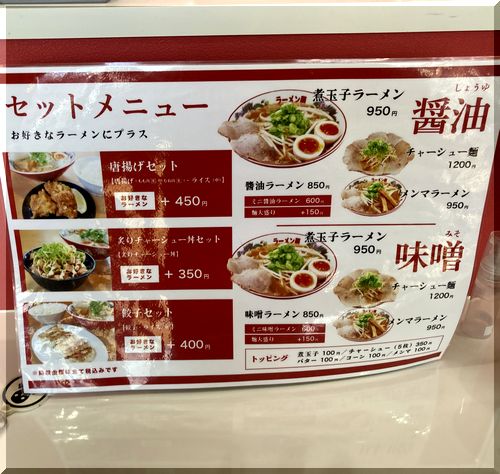 セットメニュー
お好きなラーメンにプラス
唐揚げセット
お好きな
ラーメン
+450円
炙りチャーシュー丼セット
【炙りチャーシュー丼】
お好きな
ラーメン
+350円
餃子セット
お好きな
ラーメン
+400円
しょうゆ
醤油
煮玉子ラーメン
950円
チャーシュー麺
1200円
醤油ラーメン 850円
ミニ醤油ラーメン 600円
麺大盛り +150円
メンマラーメン
950円
みそ
味噌
煮玉子ラーメン
950円
チャーシュー麺
1200円
味噌ラーメン 850円
ミニ味噌ラーメン 600円
麺大盛り +150円
メンマラーメン
950円
トッピング
煮玉子 100円/チャーシュー(5枚)350円
バター 100円/コーン 100円/メンマ 100円